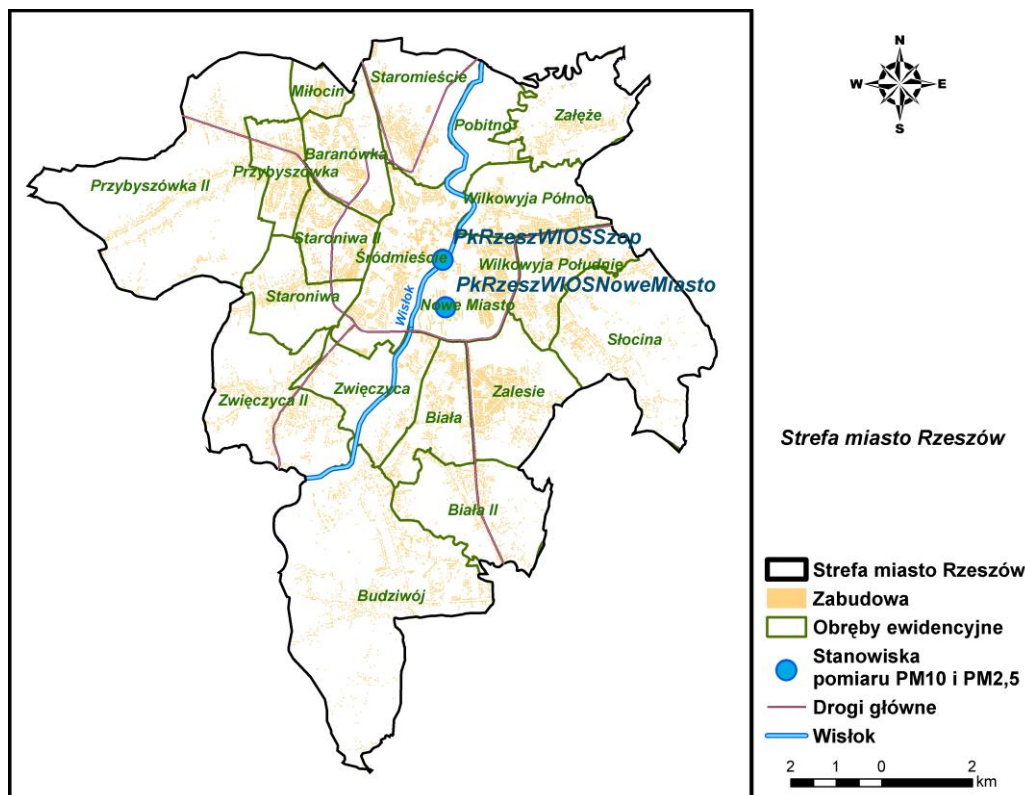 N
W
E
S
Staromieście
Miłocin
Pobitno
Załęże
Baranówka
Przybyszówka
Przybyszówka II
Wilkowyja Północ
Staroniwa II
PkRzeszWIOSSzop
Śródmieście
Wilkowyja Południe
PkRzeszWIOSNoweMiasto
Staroniwa
Wisłok
Nowe Miasto
Słocina
Zwięczyca
Zalesie
Zwięczyca II
Biała
Strefa miasto Rzeszów
Biała II
Budziwój
Strefa miasto Rzeszów
Zabudowa
Obręby ewidencyjne
Stanowiska
pomiaru PM10 i PM2,5
Drogi główne
Wisłok
2 1 0 2
km